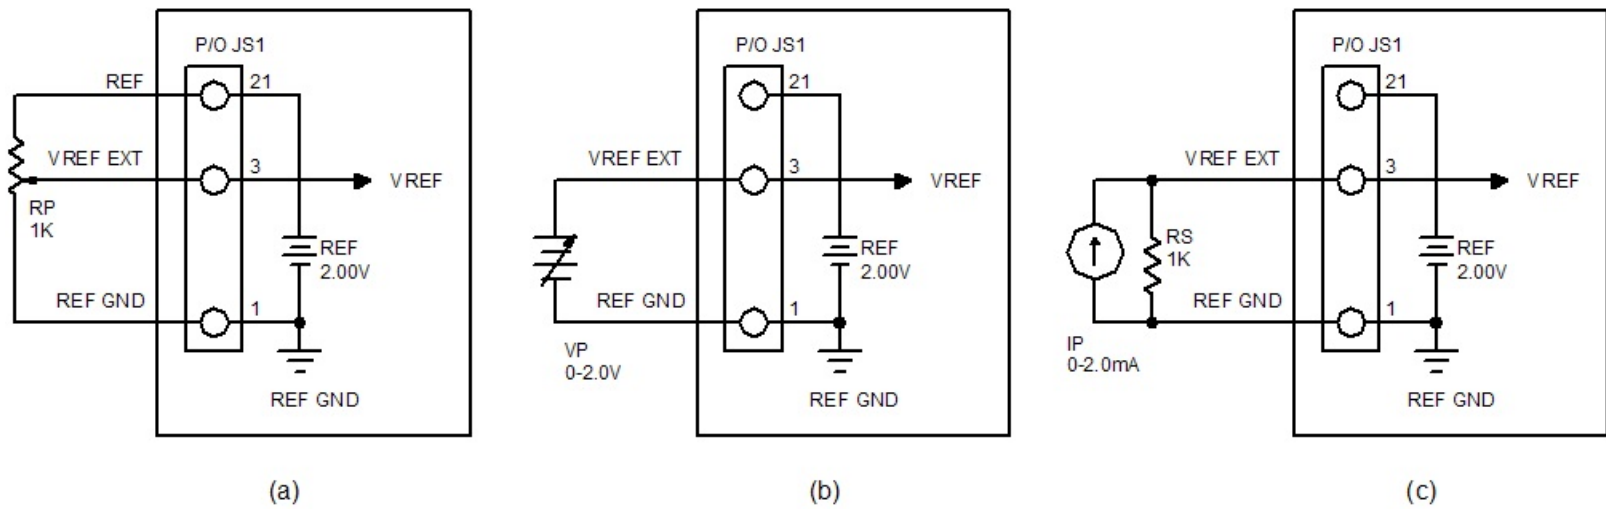 P/O JS1
REF
21
VREF EXT
3
VREF
RP
1K
REF
2.00V
REF GND
1
REF GND
(a)
P/O JS1
21
VREF EXT
3
VREF
REF
2.00V
REF GND
1
VP
0-2.0V
REF GND
(b)
P/O JS1
21
VREF EXT
3
VREF
RS
1K
REF
2.00V
REF GND
1
IP
0-2.0mA
REF GND
(c)